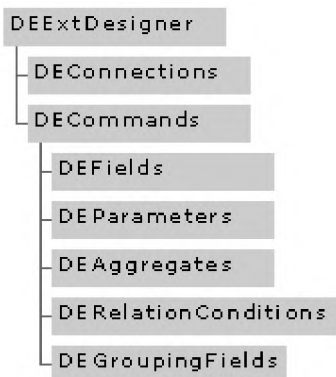 DEExtDesigner
DEConnections
DECommands
DEFields
DEParameters
DEAggregates
DERelationConditions
DEGroupingFields